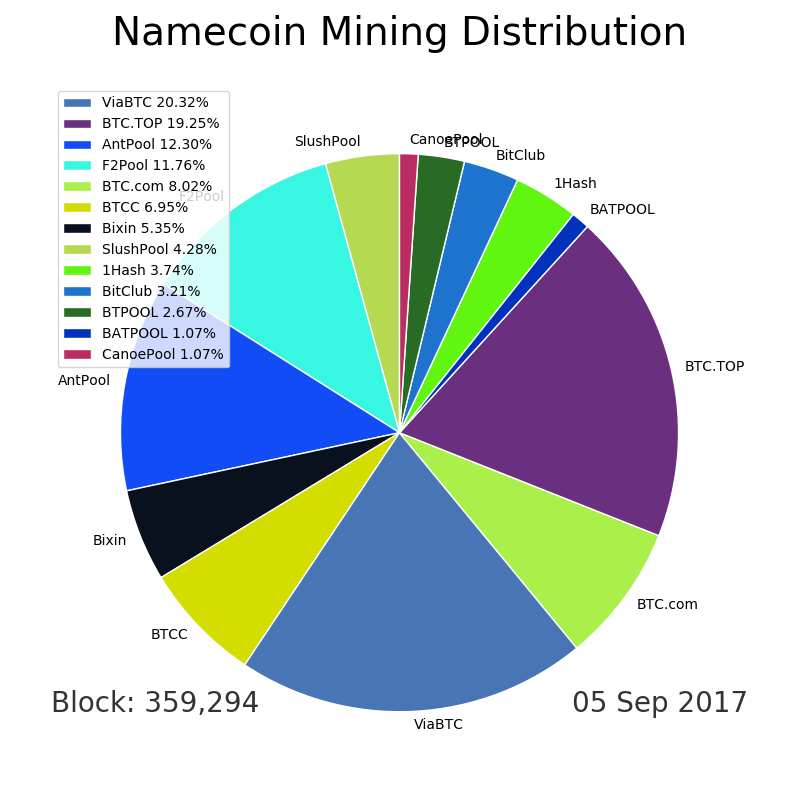 Namecoin Mining Distribution
ViaBTC 20.32%
BTC.TOP 19.25%
AntPool 12.30%
F2Pool 11.76%
BTC.com 8.02%
BTCC 6.95%
Bixin 5.35%
SlushPool 4.28%
1Hash 3.74%
BitClub 3.21%
BTPOOL 2.67%
BATPOOL 1.07%
CanoePool 1.07%
SlushPool
CanoePool
BTPOOL
BitClub
1Hash
BATPOOL
F2Pool
BTC.TOP
AntPool
Bixin
BTC.com
BTCC
ViaBTC
Block: 359,294
05 Sep 2017